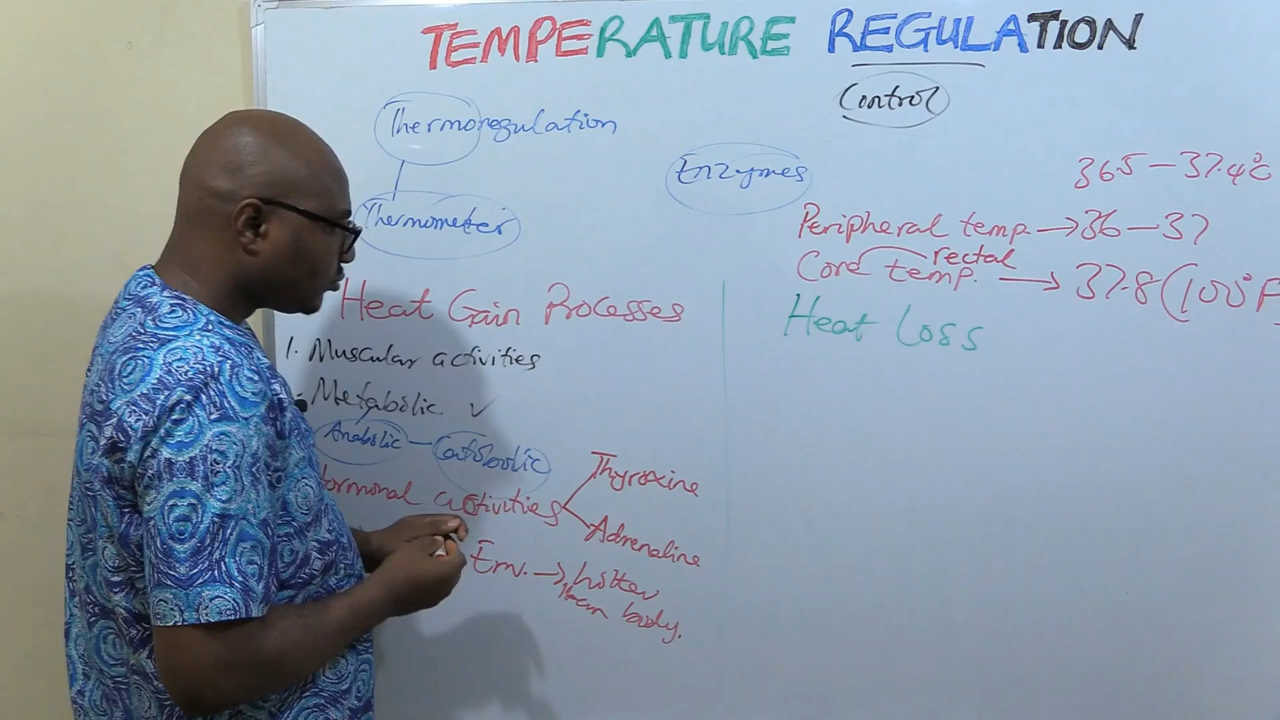 TEMPERATURE REGULATION
Control
Thermoregulation
Thermometer
Enzymes
36.5 — 37.4°C
Peripheral temp. → 36 — 37
rectal
Core temp. → 37.8 (100°F
Heat Gain Processes
1. Muscular activities
Metabolic ✓
Anabolic — Catabolic
ormonal activities
Thyroxine
Adrenaline
Env. → hotter
than body.
Heat Loss